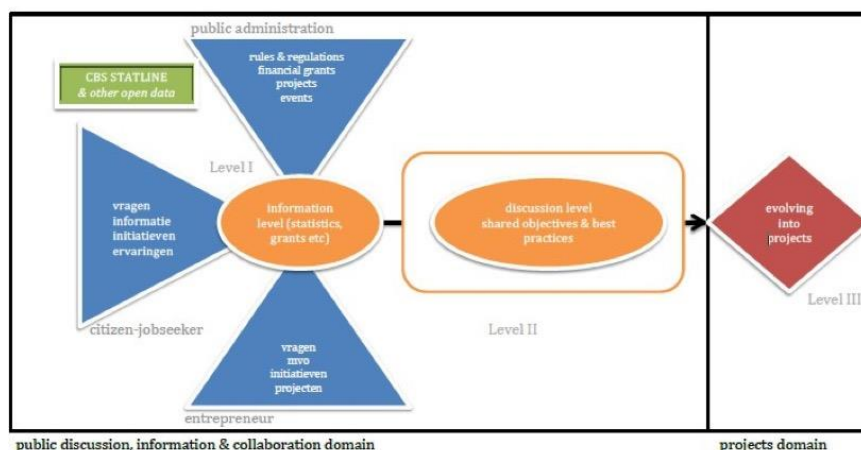 public administration
rules & regulations
financial grants
projects
events
CBS STATLINE
& other open data
Level I
vragen
informatie
initiatieven
ervaringen
citizen-jobseeker
information
level (statistics,
grants etc)
discussion level
shared objectives & best
practices
Level II
vragen
mvo
initiatieven
projecten
entrepreneur
evolving
into
projects
Level III
public discussion, information & collaboration domain
projects domain